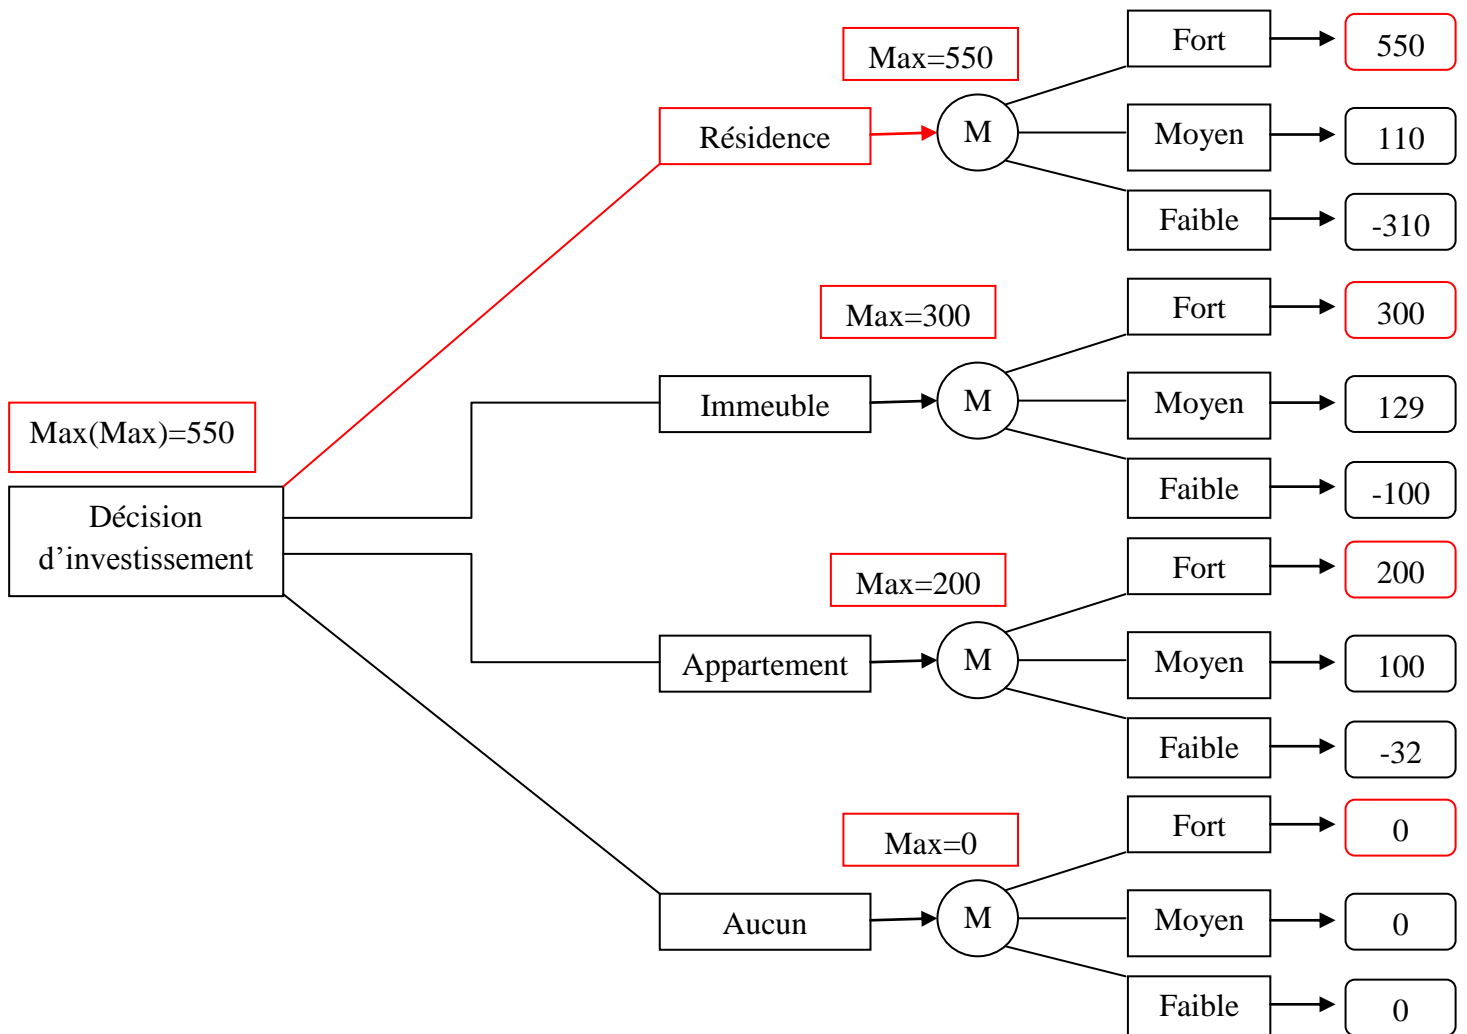 Max=550
Fort
550
Résidence
M
Moyen
110
Faible
-310
Max=300
Fort
300
Immeuble
M
Moyen
129
Faible
-100
Max(Max)=550
Décision
d’investissement
Max=200
Fort
200
Appartement
M
Moyen
100
Faible
-32
Max=0
Fort
0
Aucun
M
Moyen
0
Faible
0